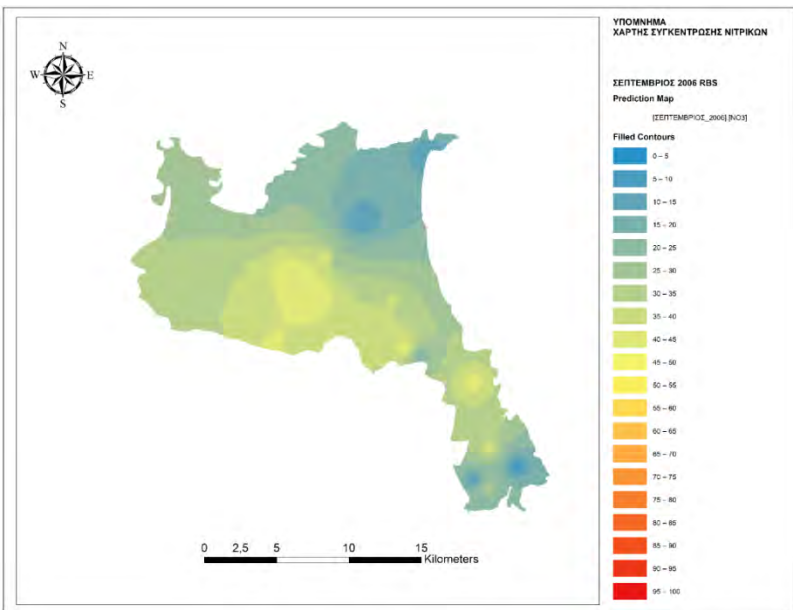 ΥΠΟΜΝΗΜΑ
ΧΑΡΤΗΣ ΣΥΓΚΕΝΤΡΩΣΗΣ ΝΙΤΡΙΚΩΝ
ΣΕΠΤΕΜΒΡΙΟΣ 2006 RBS
Prediction Map
[ΣΕΠΤΕΜΒΡΙΟΣ_2006].[NO3]
Filled Contours
0 – 5
5 – 10
10 – 15
15 – 20
20 – 25
25 – 30
30 – 35
35 – 40
40 – 45
45 – 50
50 – 55
55 – 60
60 – 65
65 – 70
70 – 75
75 – 80
80 – 85
85 – 90
90 – 95
95 – 100
N
W E
S
0 2,5 5 10 15
Kilometers